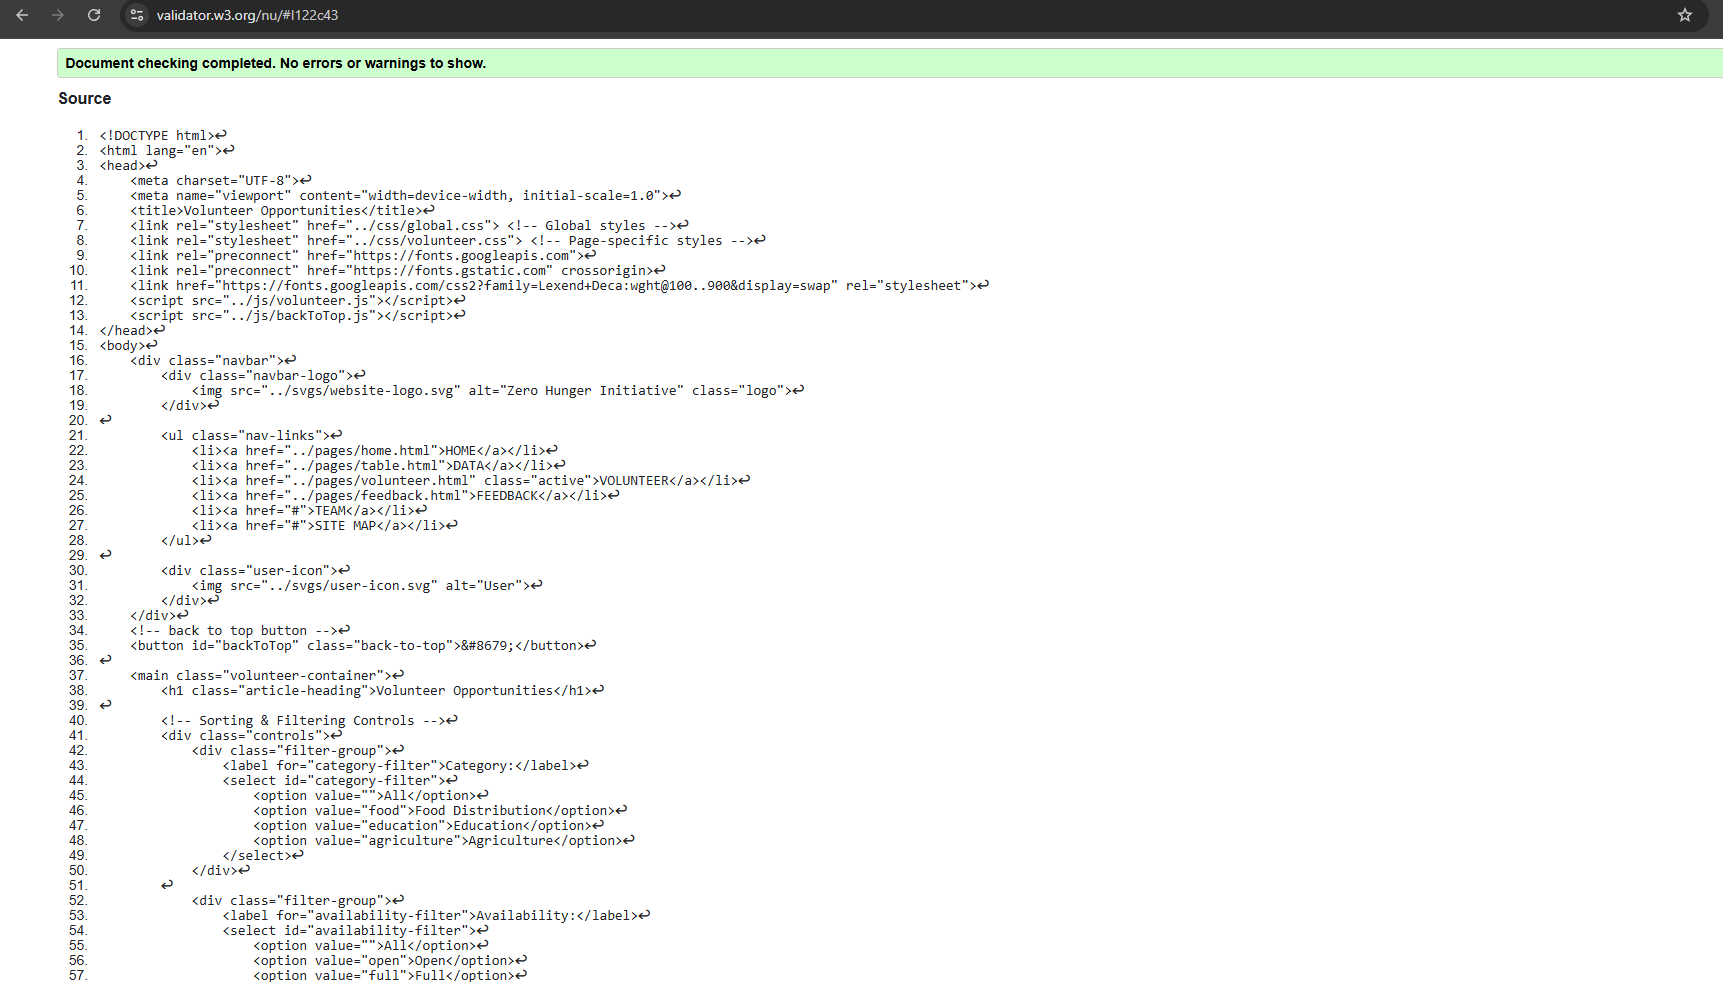 validator.w3.org/nu/#l122c43
Document checking completed. No errors or warnings to show.
Source
1. <!DOCTYPE html>↩
2. <html lang="en">↩
3. <head>↩
4.     <meta charset="UTF-8">↩
5.     <meta name="viewport" content="width=device-width, initial-scale=1.0">↩
6.     <title>Volunteer Opportunities</title>↩
7.     <link rel="stylesheet" href="../css/global.css"> <!-- Global styles -->↩
8.     <link rel="stylesheet" href="../css/volunteer.css"> <!-- Page-specific styles -->↩
9.     <link rel="preconnect" href="https://fonts.googleapis.com">↩
10.     <link rel="preconnect" href="https://fonts.gstatic.com" crossorigin>↩
11.     <link href="https://fonts.googleapis.com/css2?family=Lexend+Deca:wght@100..900&display=swap" rel="stylesheet">↩
12.     <script src="../js/volunteer.js"></script>↩
13.     <script src="../js/backToTop.js"></script>↩
14. </head>↩
15. <body>↩
16.     <div class="navbar">↩
17.         <div class="navbar-logo">↩
18.             <img src="../svgs/website-logo.svg" alt="Zero Hunger Initiative" class="logo">↩
19.         </div>↩
20. ↩
21.         <ul class="nav-links">↩
22.             <li><a href="../pages/home.html">HOME</a></li>↩
23.             <li><a href="../pages/table.html">DATA</a></li>↩
24.             <li><a href="../pages/volunteer.html" class="active">VOLUNTEER</a></li>↩
25.             <li><a href="../pages/feedback.html">FEEDBACK</a></li>↩
26.             <li><a href="#">TEAM</a></li>↩
27.             <li><a href="#">SITE MAP</a></li>↩
28.         </ul>↩
29. ↩
30.         <div class="user-icon">↩
31.             <img src="../svgs/user-icon.svg" alt="User">↩
32.         </div>↩
33.     </div>↩
34.     <!-- back to top button -->↩
35.     <button id="backToTop" class="back-to-top">&#8679;</button>↩
36. ↩
37.     <main class="volunteer-container">↩
38.         <h1 class="article-heading">Volunteer Opportunities</h1>↩
39. ↩
40.         <!-- Sorting & Filtering Controls -->↩
41.         <div class="controls">↩
42.             <div class="filter-group">↩
43.                 <label for="category-filter">Category:</label>↩
44.                 <select id="category-filter">↩
45.                     <option value="">All</option>↩
46.                     <option value="food">Food Distribution</option>↩
47.                     <option value="education">Education</option>↩
48.                     <option value="agriculture">Agriculture</option>↩
49.                 </select>↩
50.             </div>↩
51.         ↩
52.             <div class="filter-group">↩
53.                 <label for="availability-filter">Availability:</label>↩
54.                 <select id="availability-filter">↩
55.                     <option value="">All</option>↩
56.                     <option value="open">Open</option>↩
57.                     <option value="full">Full</option>↩